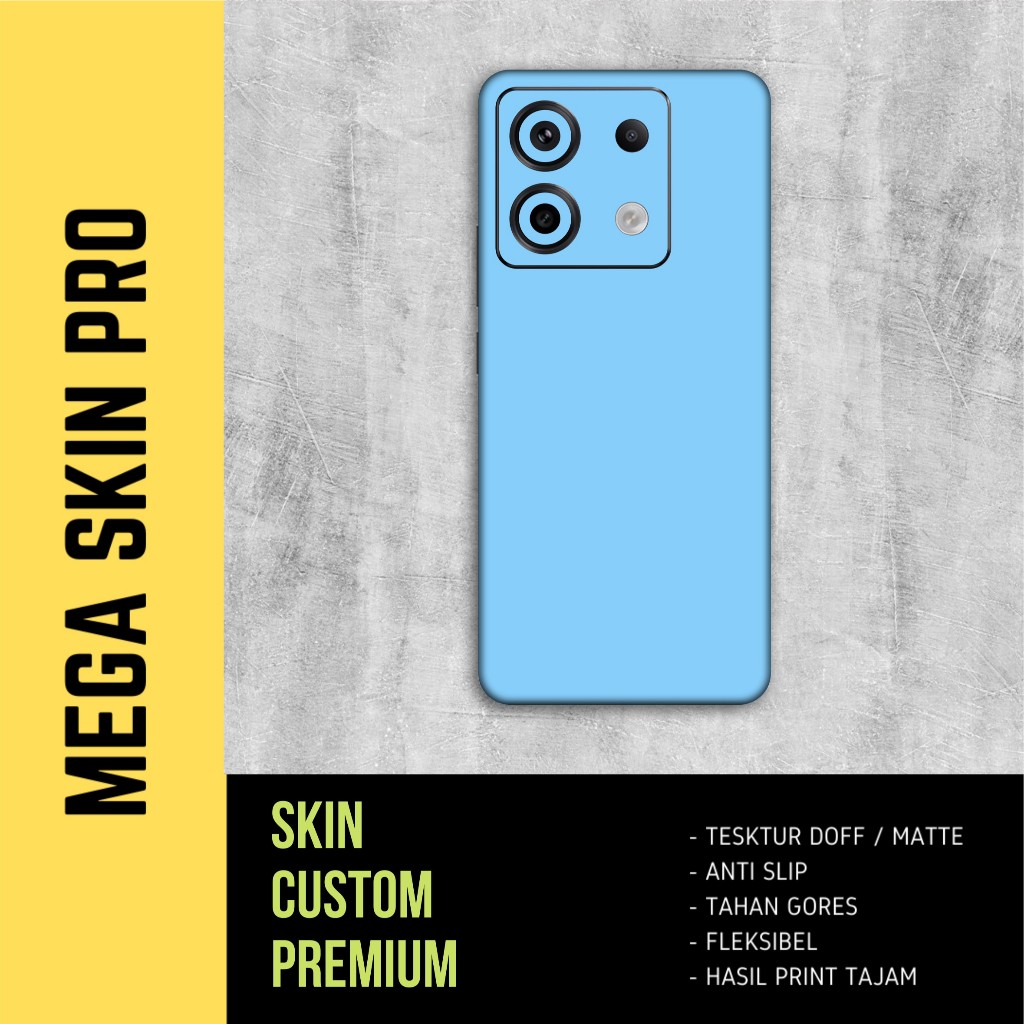 MEGA SKIN PRO
SKIN
CUSTOM
PREMIUM
- TESKTUR DOFF / MATTE
- ANTI SLIP
- TAHAN GORES
- FLEKSIBEL
- HASIL PRINT TAJAM